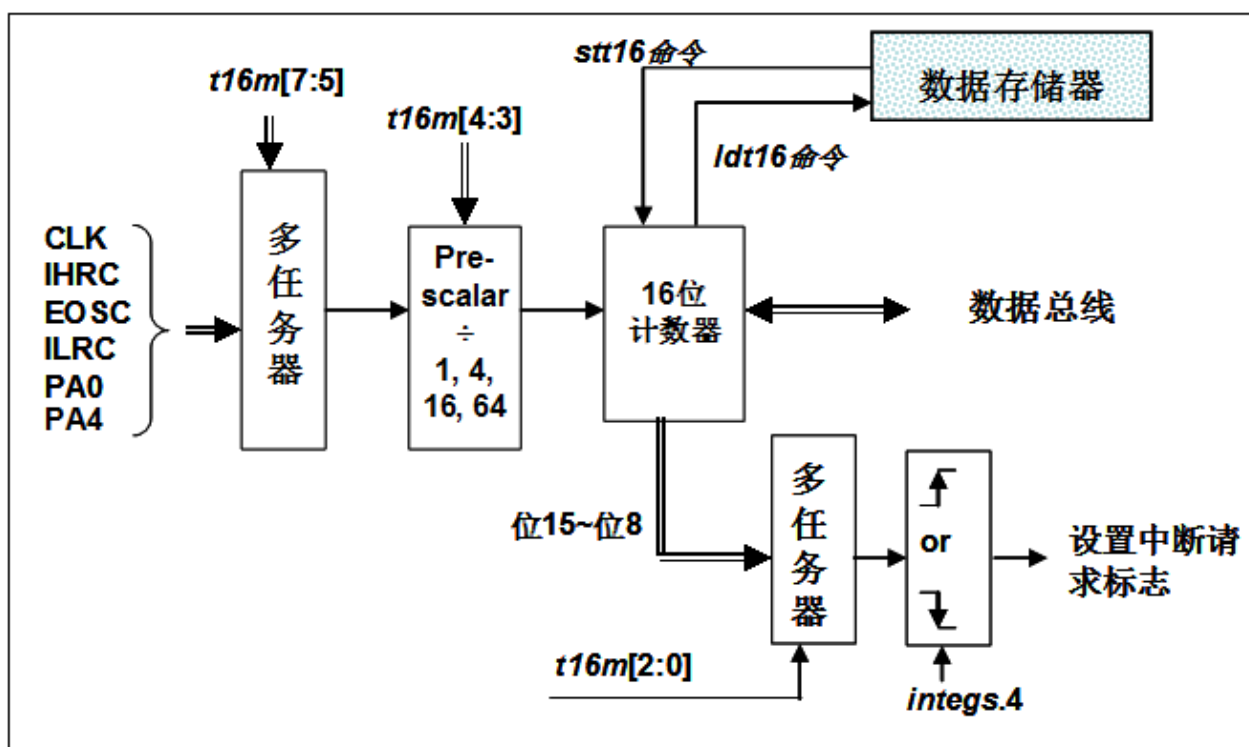 stt16命令
数据存储器
t16m[7:5]
t16m[4:3]
ldt16命令
CLK
IHRC
EOSC
ILRC
PA0
PA4
多
任
务
器
Pre-
scalar
÷
1, 4,
16, 64
16位
计数器
数据总线
位15~位8
多
任
务
器
or
设置中断请
求标志
t16m[2:0]
integs.4